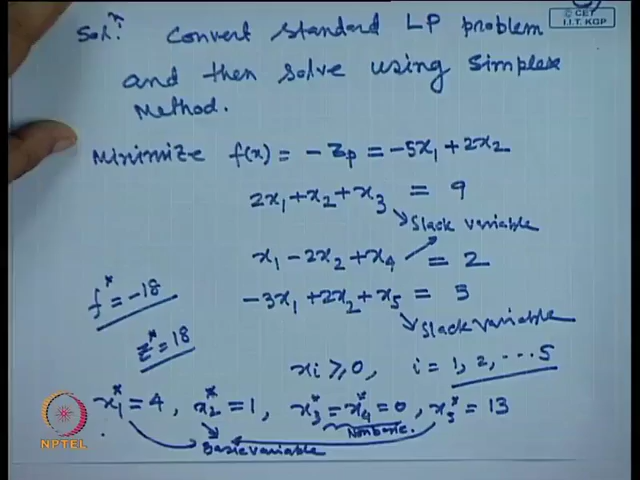 © CET
I.I.T. KGP
Sol?: Convert standard LP problem
and then solve using simplex
Method.
Minimize f(x) = -Zp = -5x₁ + 2x₂
2x₁ + x₂ + x₃ = 9
Slack variable
x₁ - 2x₂ + x₄ = 2
-3x₁ + 2x₂ + x₅ = 3
Slack variable
f* = -18
Z* = 18
xi ≥ 0, i = 1, 2, ... 5
x₁* = 4, x₂* = 1, x₃* = x₄* = 0, x₅* = 13
Nonbasic.
Basic variable
NPTEL